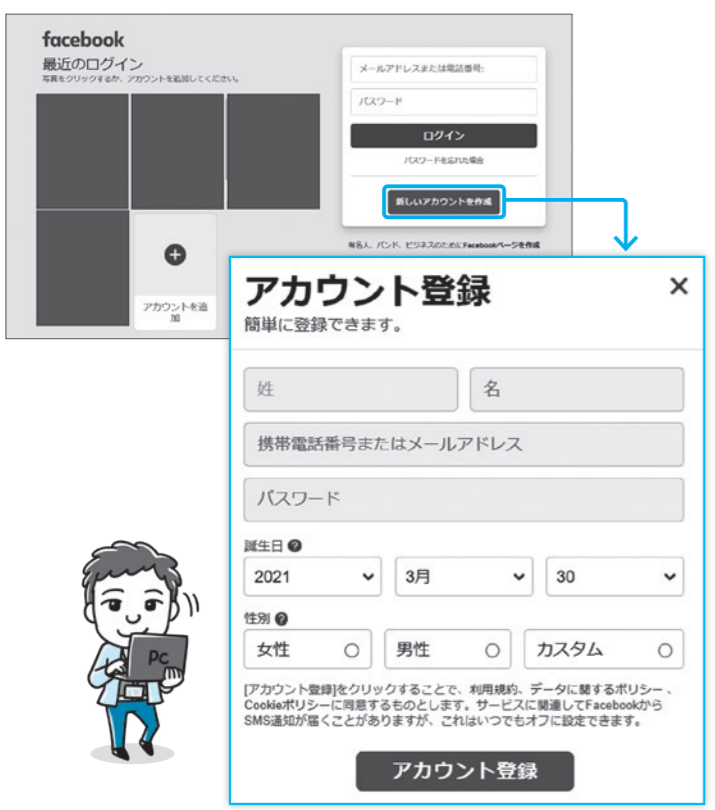 facebook
最近のログイン
写真をクリックするか、アカウントを追加してください。
アカウントを追
加
メールアドレスまたは電話番号:
パスワード
ログイン
パスワードを忘れた場合
新しいアカウントを作成
有名人、バンド、ビジネスのためにFacebookページを作成
アカウント登録
×
簡単に登録できます。
姓 名
携帯電話番号またはメールアドレス
パスワード
誕生日 ?
2021 3月 30
性別 ?
女性 男性 カスタム
[アカウント登録]をクリックすることで、利用規約、データに関するポリシー、
Cookieポリシーに同意するものとします。サービスに関連してFacebookから
SMS通知が届くことがありますが、これはいつでもオフに設定できます。
アカウント登録
PC